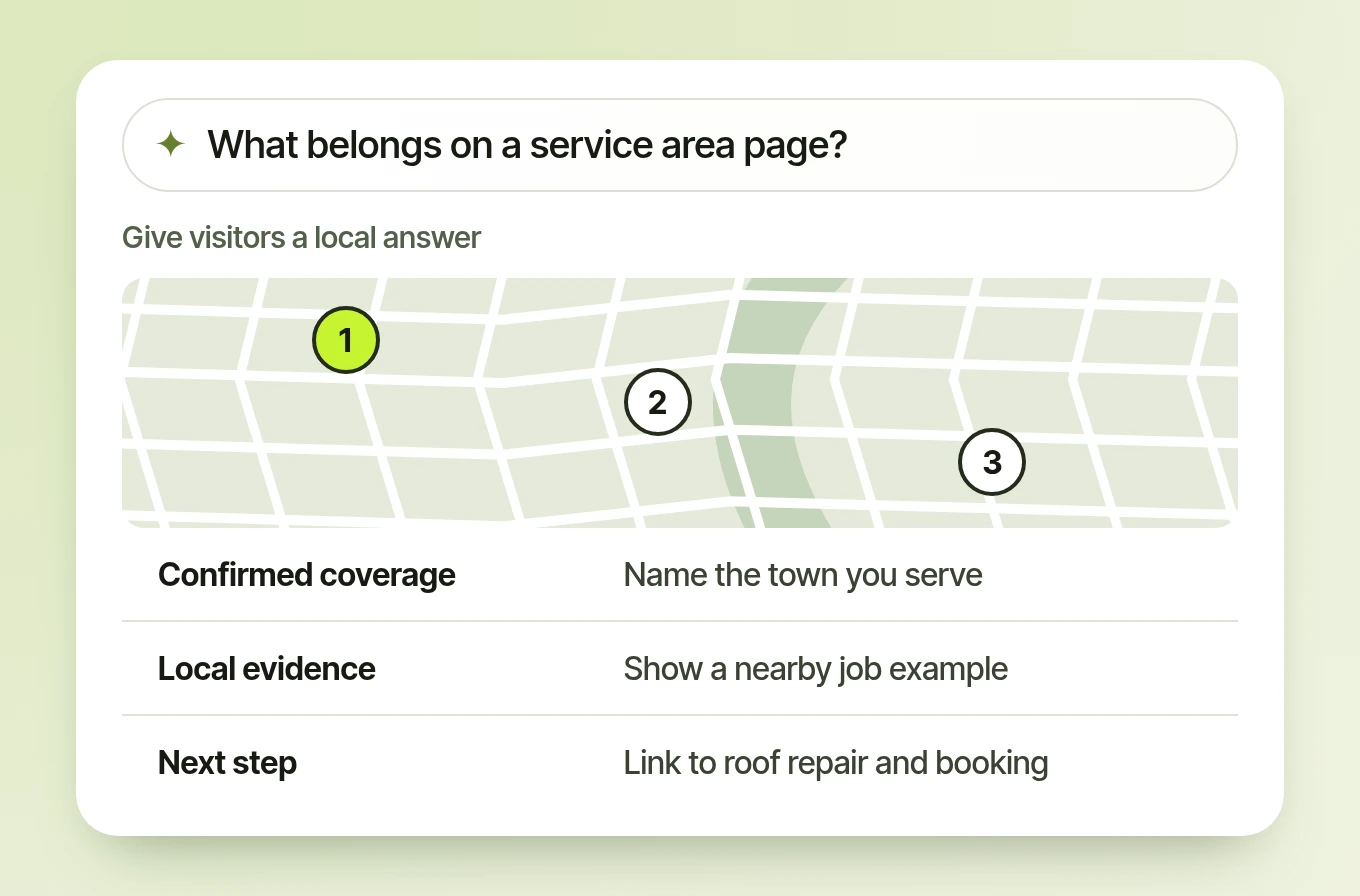 What belongs on a service area page?
Give visitors a local answer
1
2
3
Confirmed coverage Name the town you serve
Local evidence Show a nearby job example
Next step Link to roof repair and booking